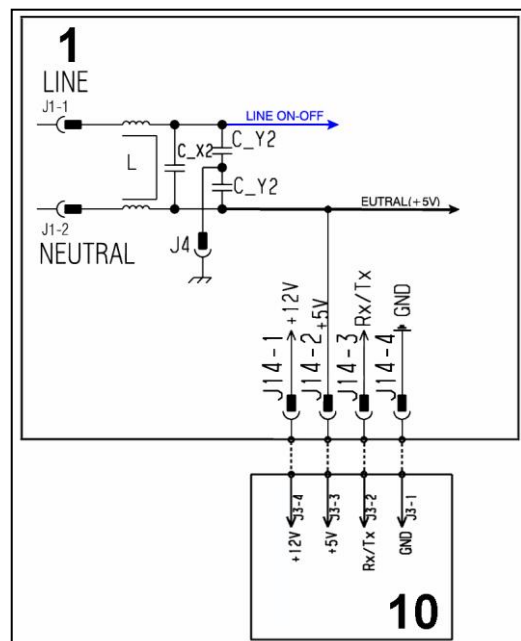 1
LINE
J1-1
LINE ON-OFF
C_X2
C_Y2
L
C_Y2
EUTRAL(+5V)
J1-2
NEUTRAL
J4
+12V
+5V
Rx/Tx
GND
J14-1
J14-2
J14-3
J14-4
J3-4
J3-3
J3-2
J3-1
+12V
+5V
Rx/Tx
GND
10